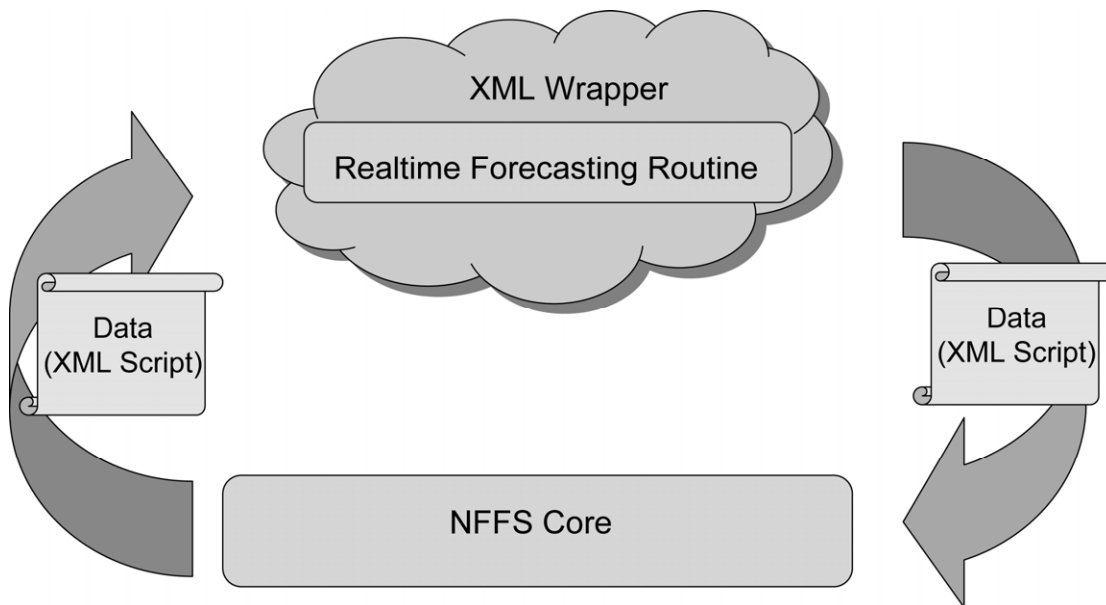 XML Wrapper
Realtime Forecasting Routine
Data
(XML Script)
Data
(XML Script)
NFFS Core